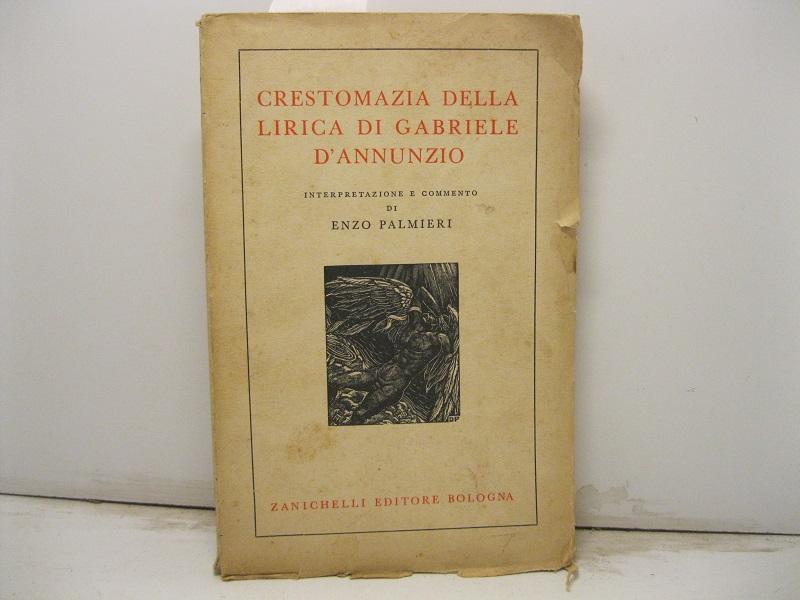 CRESTOMAZIA DELLA
LIRICA DI GABRIELE
D'ANNUNZIO
INTERPRETAZIONE E COMMENTO
DI
ENZO PALMIERI
ZANICHELLI EDITORE BOLOGNA